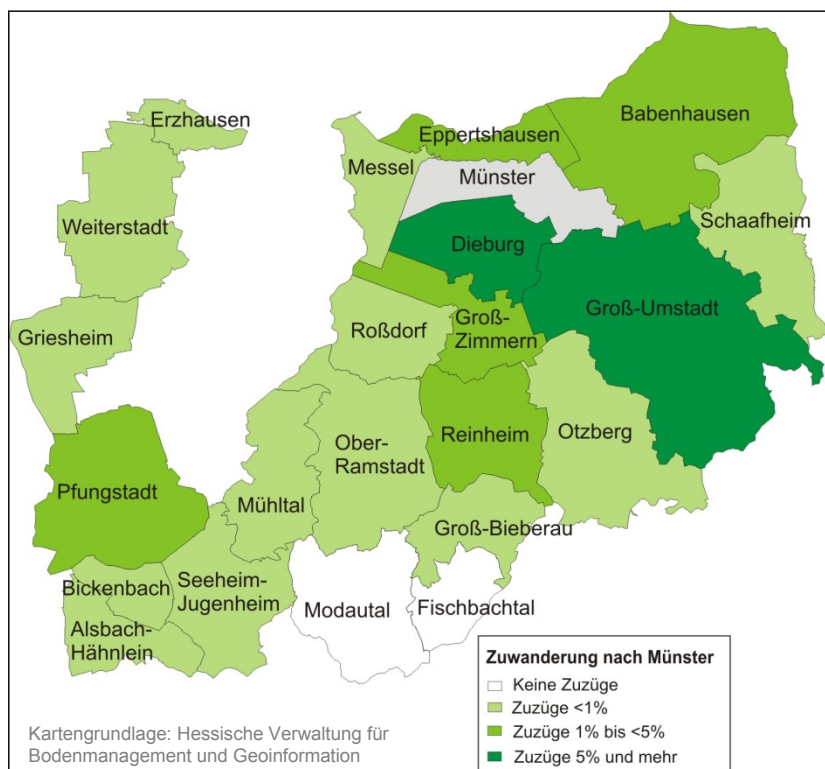 Erzhausen
Eppertshausen
Babenhausen
Messel
Münster
Weiterstadt
Schaafheim
Dieburg
Groß-Umstadt
Griesheim
Roßdorf
Groß-
Zimmern
Ober-
Ramstadt
Reinheim
Otzberg
Pfungstadt
Mühltal
Groß-Bieberau
Bickenbach
Seeheim-
Jugenheim
Modautal
Fischbachtal
Alsbach-
Hähnlein
Zuwanderung nach Münster
Keine Zuzüge
Zuzüge <1%
Zuzüge 1% bis <5%
Zuzüge 5% und mehr
Kartengrundlage: Hessische Verwaltung für
Bodenmanagement und Geoinformation